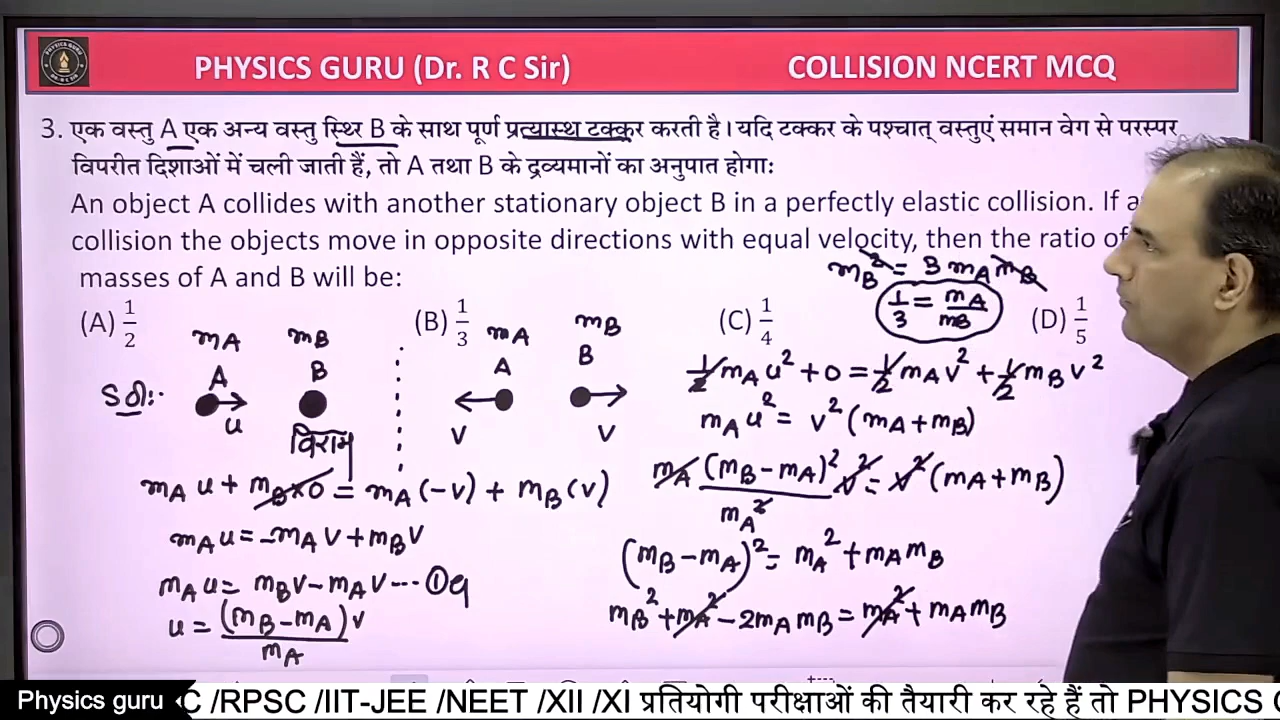 PHYSICS GURU (Dr. R C Sir) COLLISION NCERT MCQ
3. एक वस्तु A एक अन्य वस्तु स्थिर B के साथ पूर्ण प्रत्यास्थ टक्कर करती है। यदि टक्कर के पश्चात् वस्तुएं समान वेग से परस्पर
विपरीत दिशाओं में चली जाती हैं, तो A तथा B के द्रव्यमानों का अनुपात होगाः
An object A collides with another stationary object B in a perfectly elastic collision. If a
collision the objects move in opposite directions with equal velocity, then the ratio of
masses of A and B will be:
(A) 1/2 (B) 1/3 (C) 1/4 (D) 1/5
mA mB mA mB
Sol:- A B A B
u विराम v v
mA u + mB×0 = mA(-v) + mB(v)
mA u = -mA v + mB v
mA u = mB v - mA v --- ① eq
u = (mB - mA) v / mA
1/2 mA u² + 0 = 1/2 mA v² + 1/2 mB v²
mA u² = v² (mA + mB)
mA (mB - mA)² / mA² v² = v² (mA + mB)
(mB - mA)² = mA² + mA mB
mB² + mA² - 2mA mB = mA² + mA mB
mB² = 3 mA mB
1/3 = mA/mB
Physics guru C /RPSC /IIT-JEE /NEET /XII /XI प्रतियोगी परीक्षाओं की तैयारी कर रहे हैं तो PHYSICS